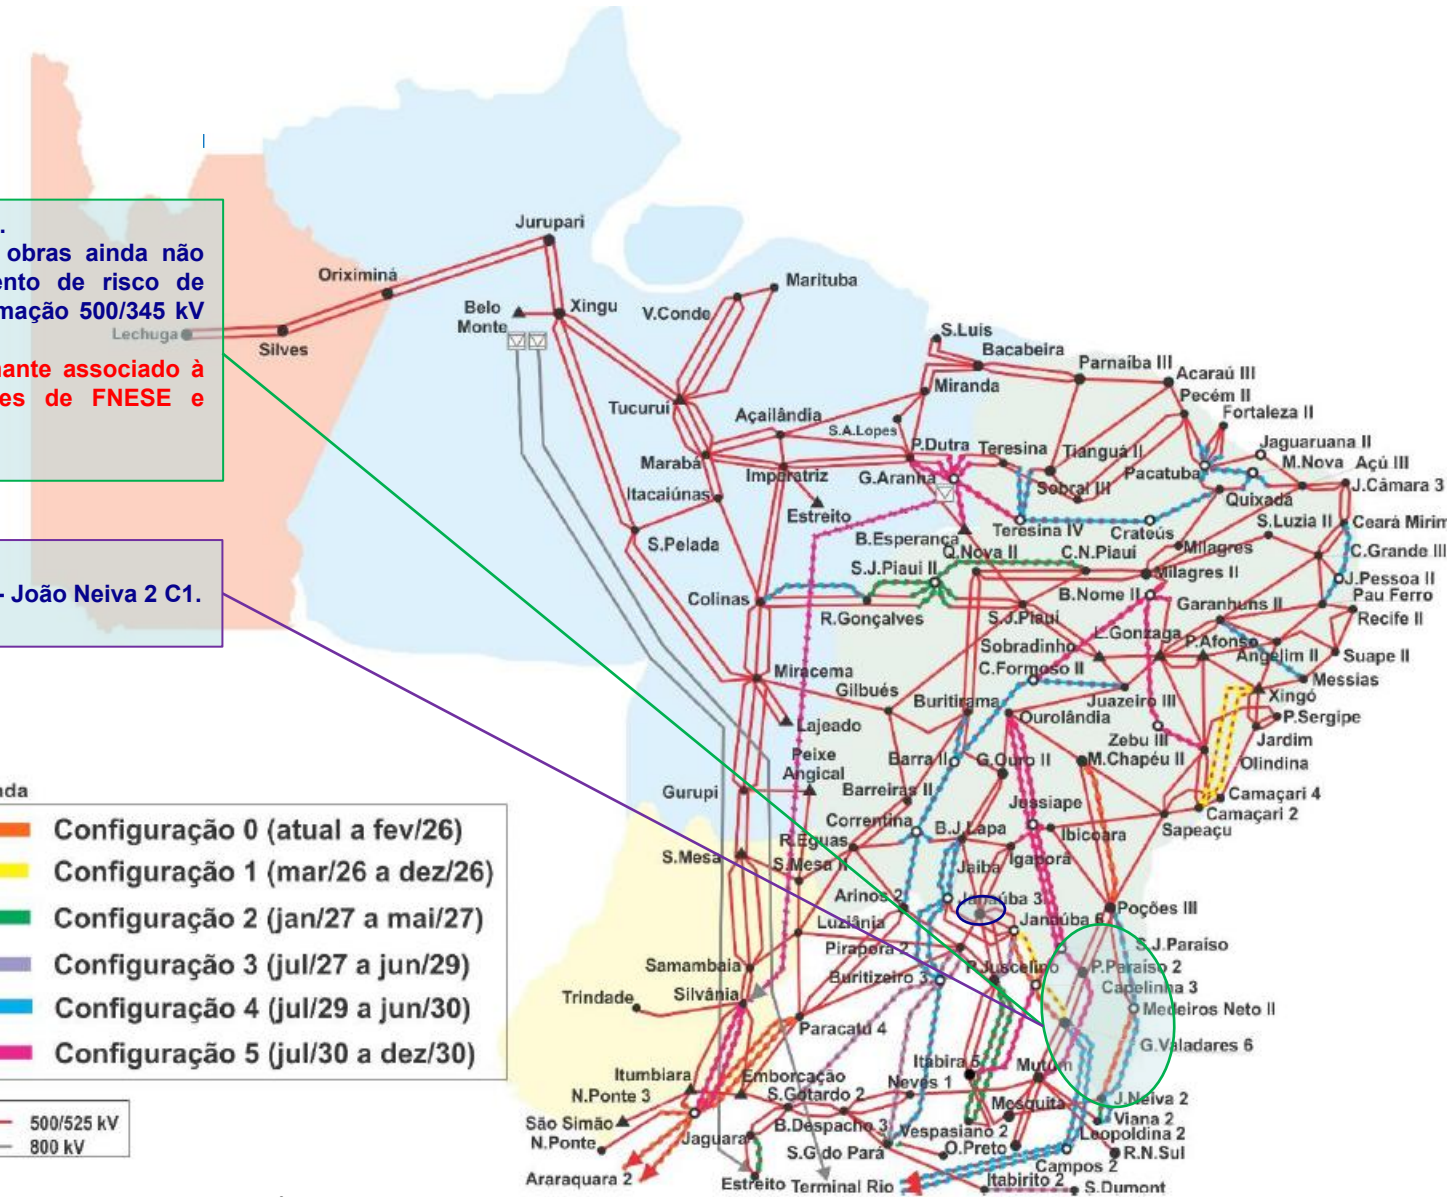 .
obras ainda não
ento de risco de
mação 500/345 kV
nante associado à
es de FNESE e
- João Neiva 2 C1.
Jurupari
Oriximiná
Lechuga
Silves
Belo
Monte
Xingu
V.Conde
Marituba
Tucuruí
S.Luis
Bacabeira
Parnaíba III
Acaraú III
Miranda
Pecém II
Fortaleza II
Açailândia
S.A.Lopes
P.Dutra
Teresina
Tianguá II
Jaguaruana II
Pacatuba
M.Nova
Açú III
Marabá
Imperatriz
G.Aranha
Sobral III
Quixadá
J.Câmara 3
Itacaiúnas
Estreito
Teresina IV
Crateús
S.Luzia II
Ceará Mirim
S.Pelada
B.Esperança
Q.Nova II
C.N.Piauí
Milagres
C.Grande III
S.J.Piauí II
Milagres II
J.Pessoa II
Colinas
B.Nome II
Garanhuns II
Pau Ferro
R.Gonçalves
S.J.Piauí
Recife II
Sobradinho
L.Gonzaga
P.Afonso
C.Formoso II
Angelim II
Suape II
Miracema
Gilbués
Buritirama
Juazeiro III
Messias
Ourolândia
Xingó
Lajeado
P.Sergipe
Peixe
Angical
Zebu III
Jardim
Barra II
G.Ouro II
M.Chapéu II
Olindina
Gurupi
Barreiras II
Jussiape
Camaçari 4
Camaçari 2
Correntina
B.J.Lapa
Ibicoara
Sapeaçu
R.Eguas
Igaporã
S.Mesa
S.Mesa II
Jaíba
Arinos 2
Janaúba 3
Poções III
Luziânia
Janaúba 6
Pirapora 2
S.J.Paraíso
Samambaia
Buritizeiro 3
P.Juscelino
P.Paraíso 2
Silvânia
Capelinha 3
Trindade
Medeiros Neto II
Paracatu 4
G.Valadares 6
Itabira 5
Mutum
Itumbiara
Emborcação
Neves 1
N.Ponte 3
S.Gotardo 2
Mesquita
J.Neiva 2
São Simão
B.Despacho 3
Vespasiano 2
Viana 2
N.Ponte
Jaguara
Leopoldina 2
S.G.do Pará
O.Preto
R.N.Sul
Campos 2
Araraquara 2
Estreito
Terminal Rio
Itabirito 2
S.Dumont
nda
Configuração 0 (atual a fev/26)
Configuração 1 (mar/26 a dez/26)
Configuração 2 (jan/27 a mai/27)
Configuração 3 (jul/27 a jun/29)
Configuração 4 (jul/29 a jun/30)
Configuração 5 (jul/30 a dez/30)
500/525 kV
800 kV